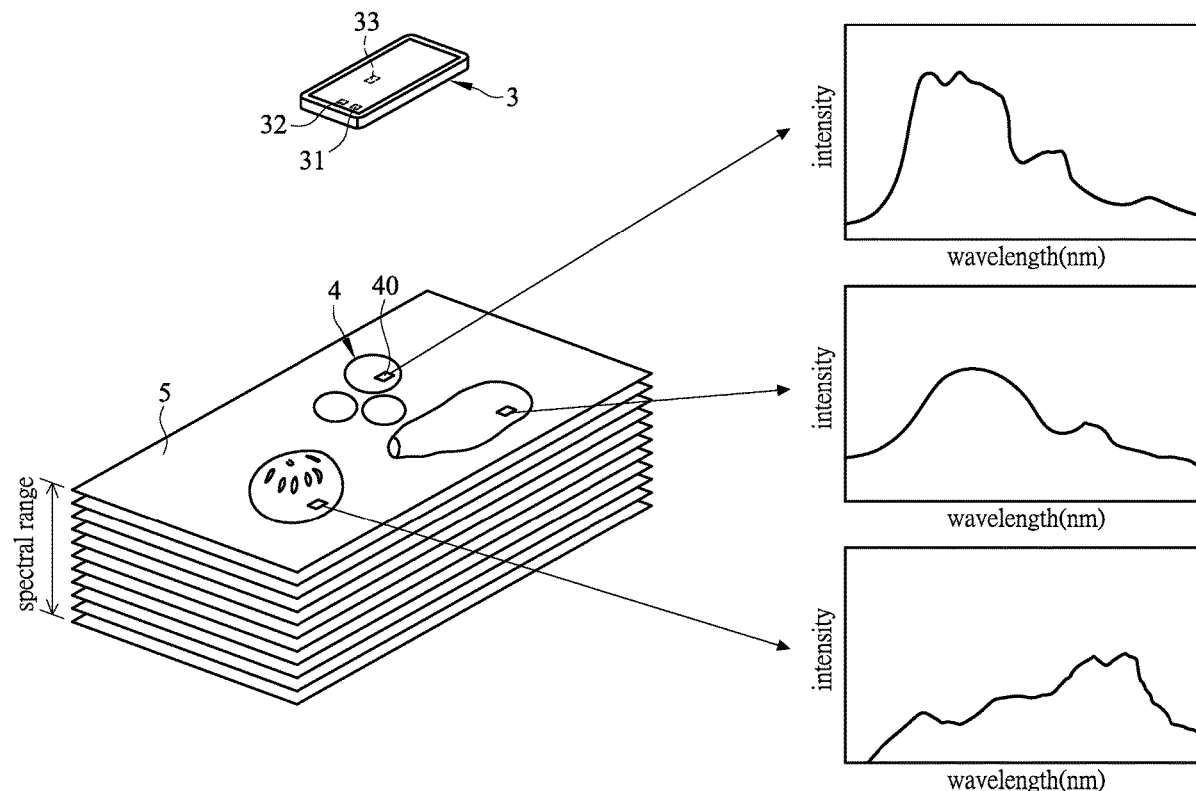 33
3
32
31
4
40
5
spectral range
intensity
wavelength(nm)
intensity
wavelength(nm)
intensity
wavelength(nm)